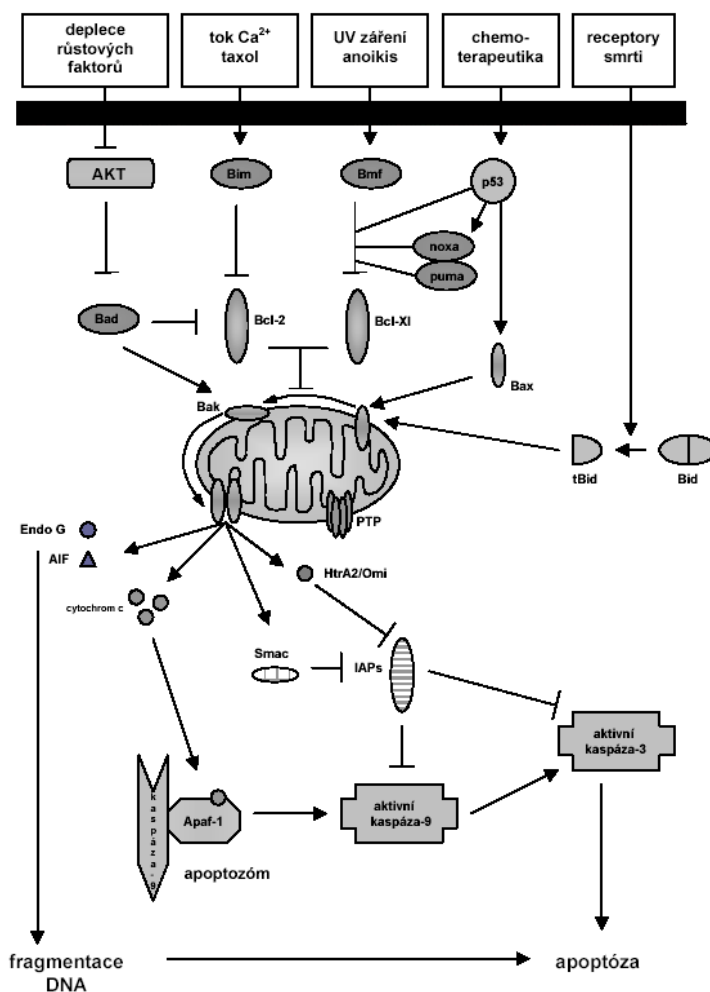 deplece
růstových
faktorů
tok Ca²⁺
taxol
UV záření
anoikis
chemo-
terapeutika
receptory
smrti
AKT
Bim
Bmf
p53
noxa
puma
Bad
Bcl-2
Bcl-Xl
Bax
Bak
tBid
Bid
PTP
Endo G
AIF
HtrA2/Omi
cytochrom c
Smac
IAPs
aktivní
kaspáza-3
kaspáza-9
Apaf-1
aktivní
kaspáza-9
apoptozóm
fragmentace
DNA
apoptóza